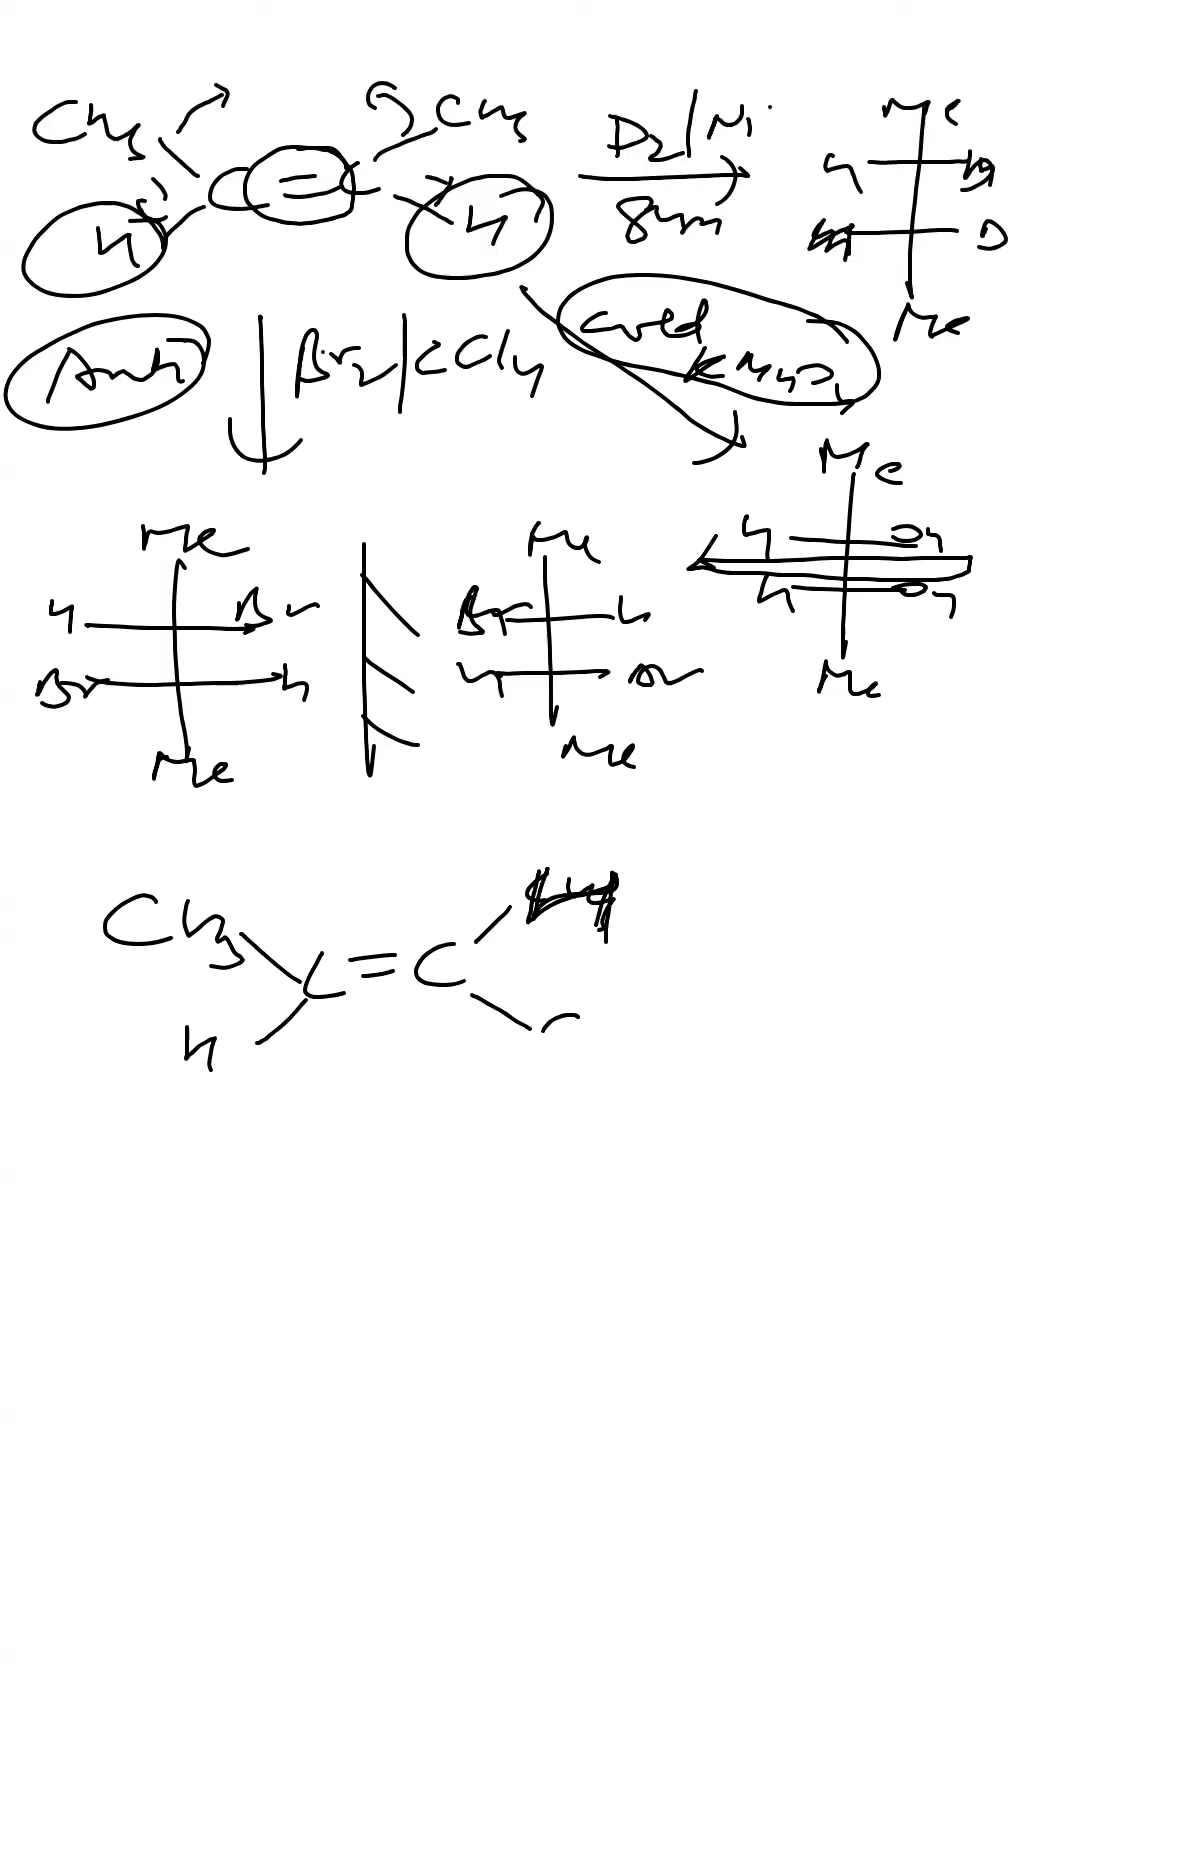 CH3 CH3 D2/Ni Me
C = C H D
H H Syn D
Me
Anti Br2/CCl4 cold KMnO4
Me Me Me
H OH
H Br Br H H OH
Br H H Br Me
Me Me
CH3
C = C
H